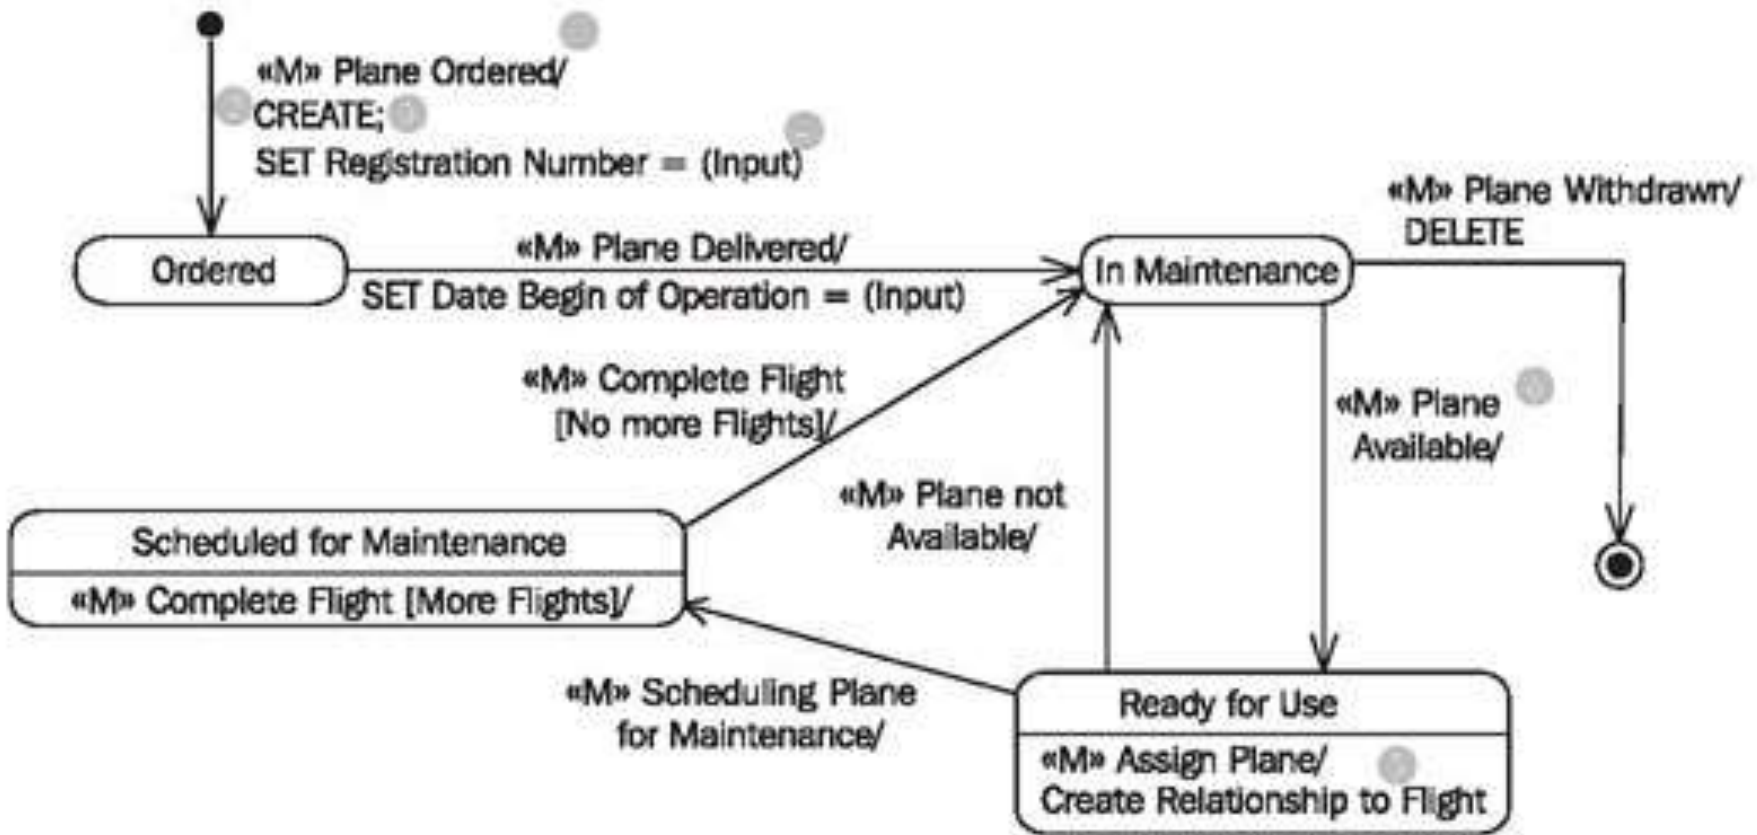 «M» Plane Ordered/
CREATE;
SET Registration Number = (Input)
«M» Plane Withdrawn/
DELETE
Ordered
«M» Plane Delivered/
SET Date Begin of Operation = (Input)
In Maintenance
«M» Complete Flight
[No more Flights]/
«M» Plane
Available/
«M» Plane not
Available/
Scheduled for Maintenance
«M» Complete Flight [More Flights]/
«M» Scheduling Plane
for Maintenance/
Ready for Use
«M» Assign Plane/
Create Relationship to Flight